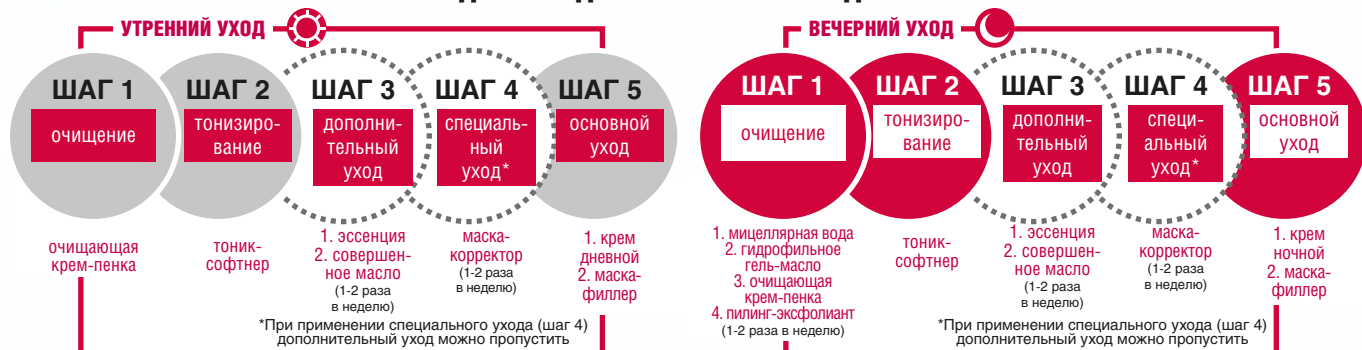 УТРЕННИЙ УХОД
ШАГ 1
очищение
очищающая
крем-пенка
ШАГ 2
тонизиро-
вание
тоник-
софтнер
ШАГ 3
дополни-
тельный
уход
1. эссенция
2. совершен-
ное масло
(1-2 раза
в неделю)
ШАГ 4
специаль-
ный
уход*
маска-
корректор
(1-2 раза
в неделю)
ШАГ 5
основной
уход
1. крем
дневной
2. маска-
филлер
*При применении специального ухода (шаг 4)
дополнительный уход можно пропустить
ВЕЧЕРНИЙ УХОД
ШАГ 1
очищение
1. мицеллярная вода
2. гидрофильное
гель-масло
3. очищающая
крем-пенка
4. пилинг-эксфолиант
(1-2 раза в неделю)
ШАГ 2
тонизиро-
вание
тоник-
софтнер
ШАГ 3
дополни-
тельный
уход
1. эссенция
2. совершен-
ное масло
(1-2 раза
в неделю)
ШАГ 4
специ-
альный
уход*
маска-
корректор
(1-2 раза
в неделю)
ШАГ 5
основной
уход
1. крем
ночной
2. маска-
филлер
*При применении специального ухода (шаг 4)
дополнительный уход можно пропустить